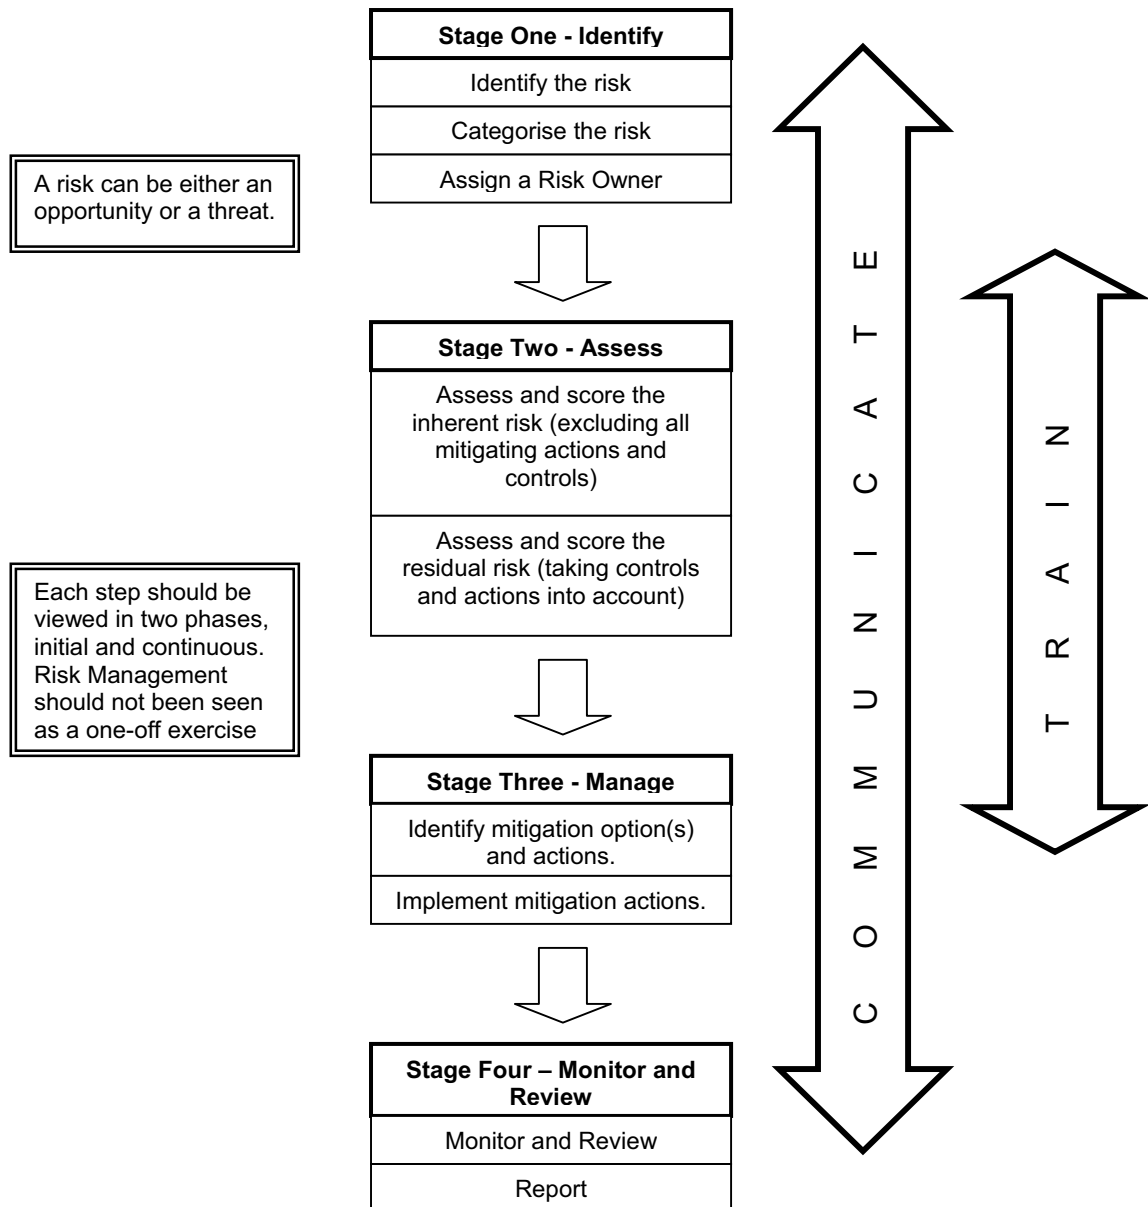 Stage One - Identify
Identify the risk
Categorise the risk
Assign a Risk Owner
A risk can be either an
opportunity or a threat.
Stage Two - Assess
Assess and score the
inherent risk (excluding all
mitigating actions and
controls)
Assess and score the
residual risk (taking controls
and actions into account)
Each step should be
viewed in two phases,
initial and continuous.
Risk Management
should not been seen
as a one-off exercise
Stage Three - Manage
Identify mitigation option(s)
and actions.
Implement mitigation actions.
Stage Four – Monitor and
Review
Monitor and Review
Report
COMMUNICATE
TRAIN